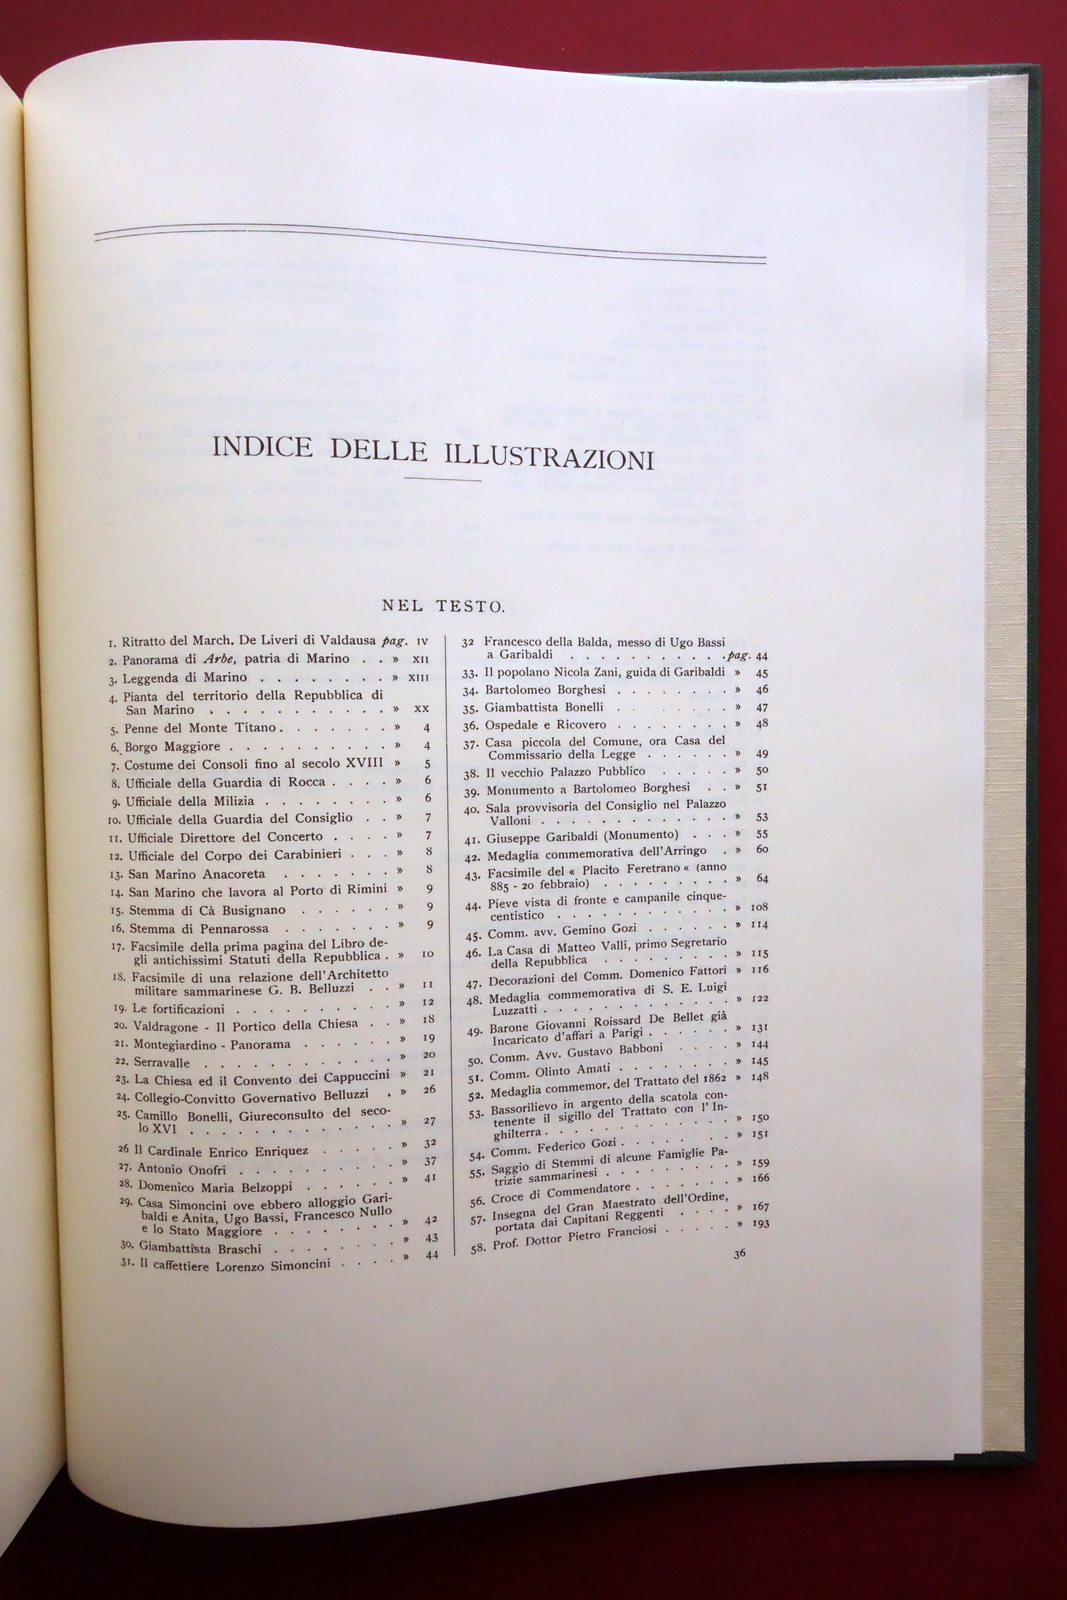 INDICE DELLE ILLUSTRAZIONI
NEL TESTO.
1. Ritratto del March. De Liveri di Valdausa pag. IV
2. Panorama di Arbe, patria di Marino . . » XII
3. Leggenda di Marino . . . . . . . . » XIII
4. Pianta del territorio della Repubblica di
San Marino . . . . . . . . . . . » XX
5. Penne del Monte Titano . . . . . . . » 4
6. Borgo Maggiore . . . . . . . . . . » 4
7. Costume dei Consoli fino al secolo XVIII » 5
8. Ufficiale della Guardia di Rocca . . . . » 6
9. Ufficiale della Milizia . . . . . . . . » 6
10. Ufficiale della Guardia del Consiglio . . » 7
11. Ufficiale Direttore del Concerto . . . . » 7
12. Ufficiale del Corpo dei Carabinieri . . . » 8
13. San Marino Anacoreta . . . . . . . » 8
14. San Marino che lavora al Porto di Rimini » 9
15. Stemma di Cà Busignano . . . . . . » 9
16. Stemma di Pennarossa . . . . . . . » 9
17. Facsimile della prima pagina del Libro de-
gli antichissimi Statuti della Repubblica . » 10
18. Facsimile di una relazione dell'Architetto
militare sammarinese G. B. Belluzzi . . » 11
19. Le fortificazioni . . . . . . . . . . » 12
20. Valdragone - Il Portico della Chiesa . . » 18
21. Montegiardino - Panorama . . . . . . » 19
22. Serravalle . . . . . . . . . . . » 20
23. La Chiesa ed il Convento dei Cappuccini » 21
24. Collegio-Convitto Governativo Belluzzi . » 26
25. Camillo Bonelli, Giureconsulto del seco-
lo XVI . . . . . . . . . . . . . » 27
26 Il Cardinale Enrico Enriquez . . . . . » 32
27. Antonio Onofri . . . . . . . . . . » 37
28. Domenico Maria Belzoppi . . . . . . » 41
29. Casa Simoncini ove ebbero alloggio Gari-
baldi e Anita, Ugo Bassi, Francesco Nullo
e lo Stato Maggiore . . . . . . . . » 42
30. Giambattista Braschi . . . . . . . . » 43
31. Il caffettiere Lorenzo Simoncini . . . . » 44
32 Francesco della Balda, messo di Ugo Bassi
a Garibaldi . . . . . . . . . . . pag. 44
33. Il popolano Nicola Zani, guida di Garibaldi » 45
34. Bartolomeo Borghesi . . . . . . . . » 46
35. Giambattista Bonelli . . . . . . . . » 47
36. Ospedale e Ricovero . . . . . . . . » 48
37. Casa piccola del Comune, ora Casa del
Commissario della Legge . . . . . . » 49
38. Il vecchio Palazzo Pubblico . . . . . » 50
39. Monumento a Bartolomeo Borghesi . . » 51
40. Sala provvisoria del Consiglio nel Palazzo
Valloni . . . . . . . . . . . . . » 53
41. Giuseppe Garibaldi (Monumento) . . . » 55
42. Medaglia commemorativa dell'Arringo . » 60
43. Facsimile del « Placito Feretrano « (anno
885 - 20 febbraio) . . . . . . . . . » 64
44. Pieve vista di fronte e campanile cinque-
centistico . . . . . . . . . . . . » 108
45. Comm. avv. Gemino Gozi . . . . . . » 114
46. La Casa di Matteo Valli, primo Segretario
della Repubblica . . . . . . . . . » 115
47. Decorazioni del Comm. Domenico Fattori » 116
48. Medaglia commemorativa di S. E. Luigi
Luzzatti . . . . . . . . . . . . . » 122
49. Barone Giovanni Roissard De Bellet già
Incaricato d'affari a Parigi . . . . . . » 131
50. Comm. Avv. Gustavo Babboni . . . . » 144
51. Comm. Olinto Amati . . . . . . . . » 145
52. Medaglia commemor. del Trattato del 1862 » 148
53. Bassorilievo in argento della scatola con-
tenente il sigillo del Trattato con l'In-
ghilterra . . . . . . . . . . . . . » 150
54. Comm. Federico Gozi . . . . . . . » 151
55. Saggio di Stemmi di alcune Famiglie Pa-
trizie sammarinesi . . . . . . . . . » 159
56. Croce di Commendatore . . . . . . . » 166
57. Insegna del Gran Maestrato dell'Ordine,
portata dai Capitani Reggenti . . . . » 167
58. Prof. Dottor Pietro Franciosi . . . . . » 193
36